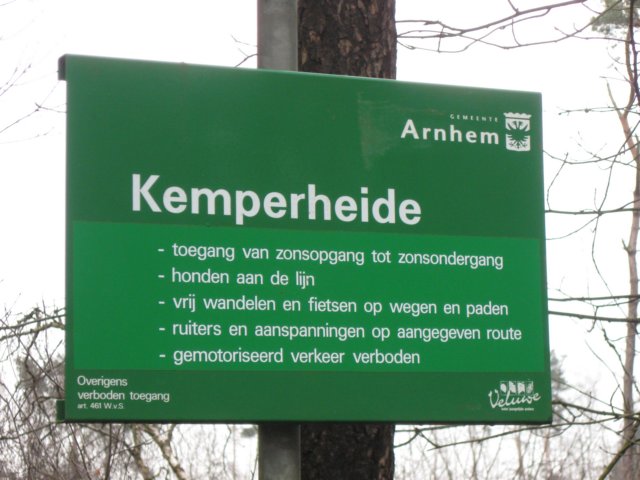 GEMEENTE
Arnhem
Kemperheide
- toegang van zonsopgang tot zonsondergang
- honden aan de lijn
- vrij wandelen en fietsen op wegen en paden
- ruiters en aanspanningen op aangegeven route
- gemotoriseerd verkeer verboden
Overigens
verboden toegang
art. 461 W.v.S.
Veluwe